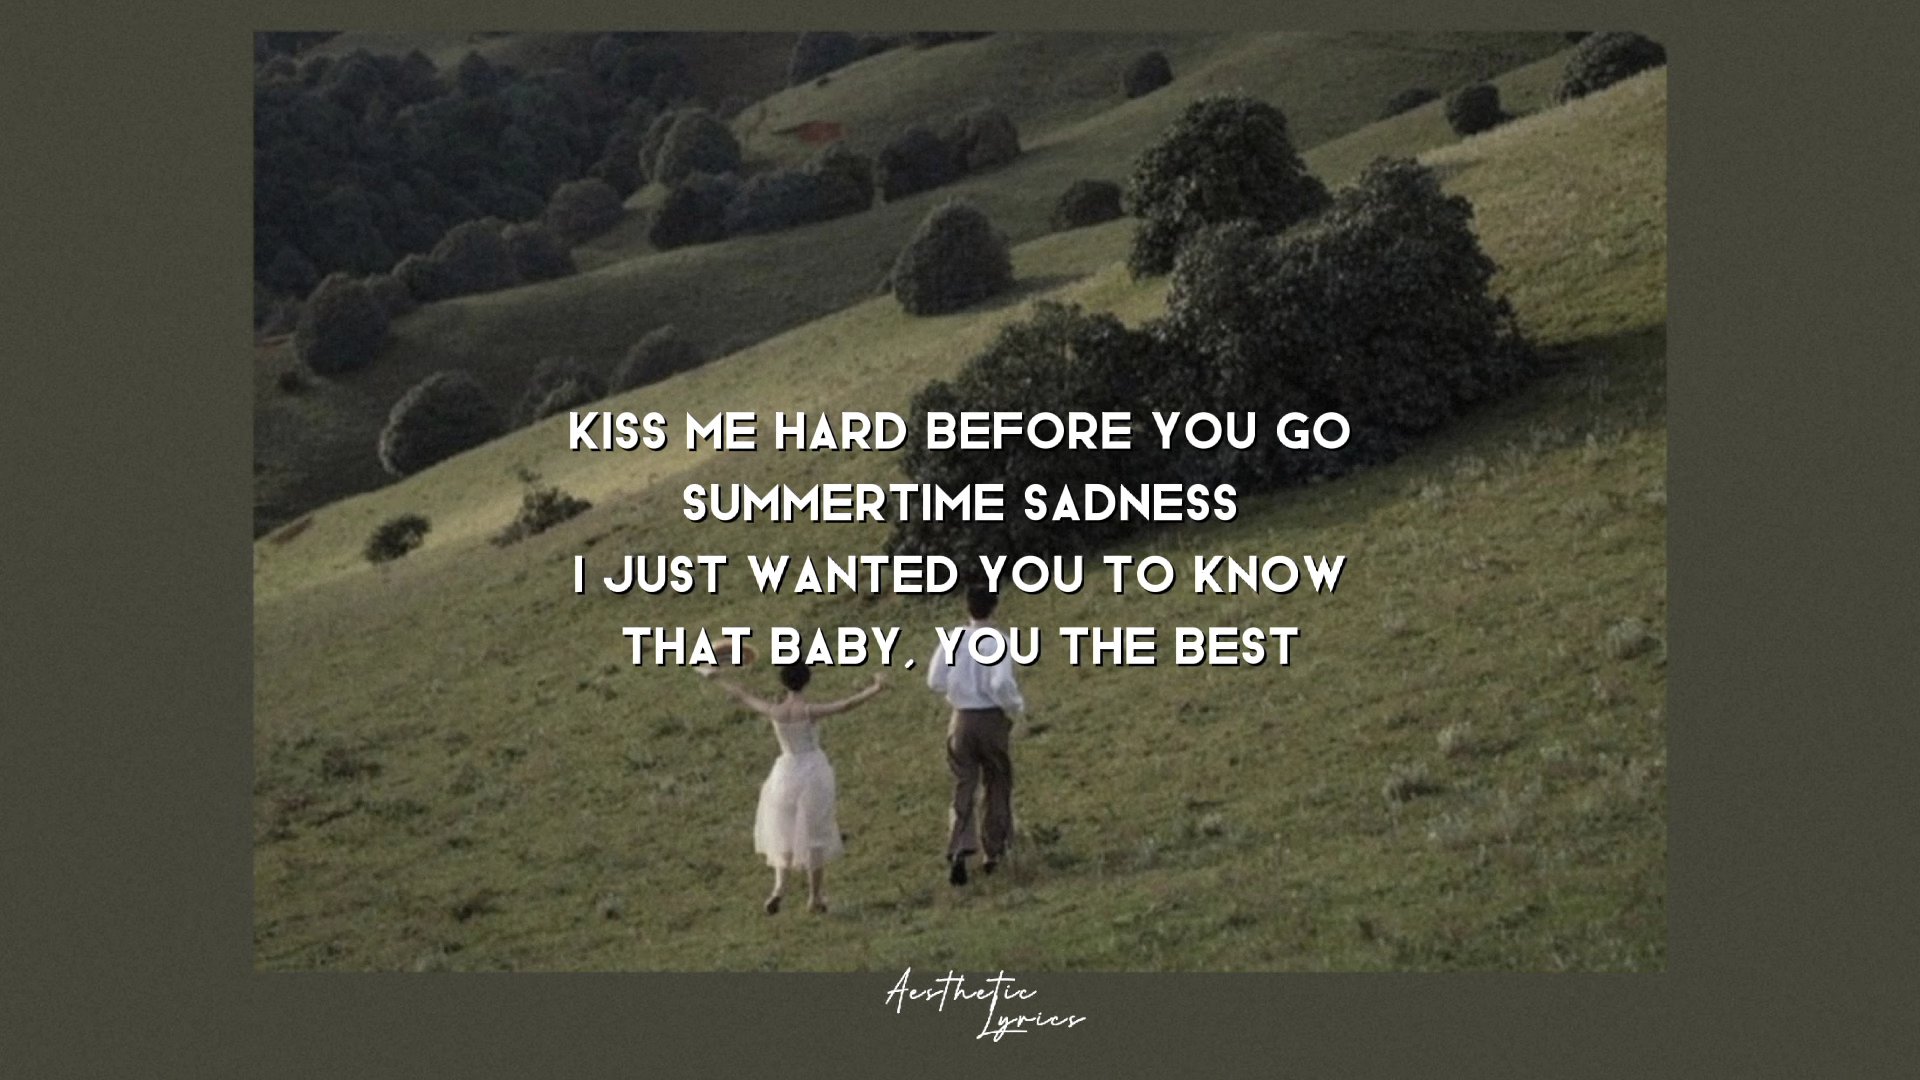 KISS ME HARD BEFORE YOU GO
SUMMERTIME SADNESS
I JUST WANTED YOU TO KNOW
THAT BABY, YOU THE BEST
Aesthetic
Lyrics